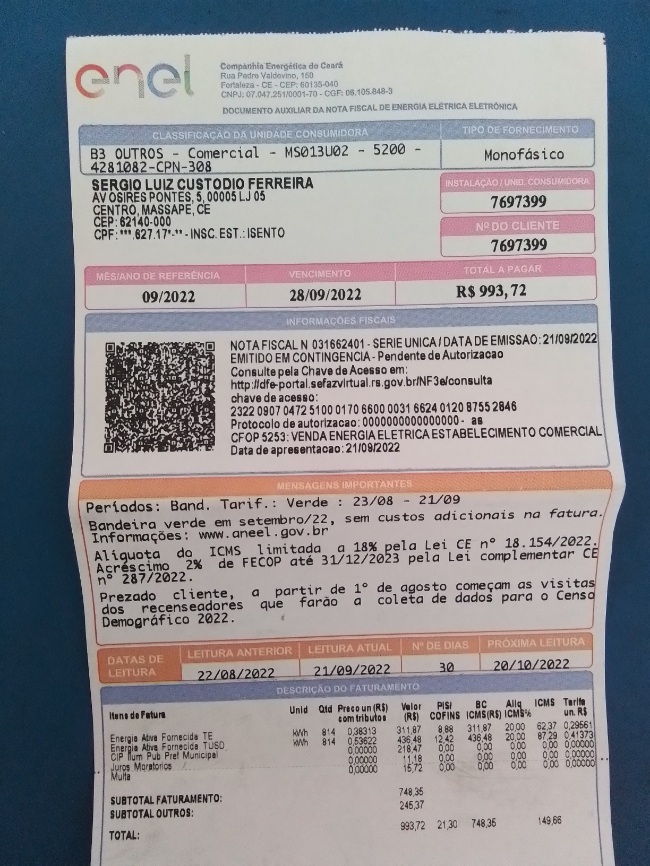 enel
Companhia Energética do Ceará
Rua Padre Valdevino, 150
Fortaleza - CE - CEP: 60135-040
CNPJ: 07.047.251/0001-70 - CGF: 06.105.848-3
DOCUMENTO AUXILIAR DA NOTA FISCAL DE ENERGIA ELÉTRICA ELETRÔNICA
CLASSIFICAÇÃO DA UNIDADE CONSUMIDORA
TIPO DE FORNECIMENTO
B3 OUTROS - Comercial - MS013U02 - 5200 -
4281082-CPN-308
Monofásico
SERGIO LUIZ CUSTODIO FERREIRA
AV OSIRES PONTES, 5, 00005 LJ 05
CENTRO, MASSAPE, CE
CEP: 62140-000
CPF: ***.627.17*-** - INSC. EST.: ISENTO
INSTALAÇÃO / UNID. CONSUMIDORA
7697399
Nº DO CLIENTE
7697399
MÊS/ANO DE REFERÊNCIA
VENCIMENTO
TOTAL A PAGAR
09/2022
28/09/2022
R$ 993,72
INFORMAÇÕES FISCAIS
NOTA FISCAL N 031662401 - SERIE UNICA / DATA DE EMISSAO: 21/09/2022
EMITIDO EM CONTINGENCIA - Pendente de Autorizacao
Consulte pela Chave de Acesso em:
http://dfe-portal.sefazvirtual.rs.gov.br/NF3e/consulta
chave de acesso:
2322 0907 0472 5100 0170 6600 0031 6624 0120 8755 2846
Protocolo de autorizacao: 000000000000000 - as
CFOP 5253: VENDA ENERGIA ELETRICA ESTABELECIMENTO COMERCIAL
Data de apresentacao: 21/09/2022
MENSAGENS IMPORTANTES
Períodos: Band. Tarif.: Verde : 23/08 - 21/09
Bandeira verde em setembro/22, sem custos adicionais na fatura.
Informações: www.aneel.gov.br
Alíquota do ICMS limitada a 18% pela Lei CE nº 18.154/2022.
Acréscimo 2% de FECOP até 31/12/2023 pela Lei complementar CE
nº 287/2022.
Prezado cliente, a partir de 1º de agosto começam as visitas
dos recenseadores que farão a coleta de dados para o Censo
Demográfico 2022.
DATAS DE LEITURA
LEITURA ANTERIOR
LEITURA ATUAL
Nº DE DIAS
PRÓXIMA LEITURA
22/08/2022
21/09/2022
30
20/10/2022
DESCRIÇÃO DO FATURAMENTO
Itens de Fatura Unid Qtd Preco un (R$) com tributos Valor (R$) PIS/ COFINS BC ICMS(R$) Aliq ICMS% ICMS Tarifa un. R$
Energia Ativa Fornecida TE kWh 814 0,38313 311,87 8,88 311,87 20,00 62,37 0,29561
Energia Ativa Fornecida TUSD kWh 814 0,53622 436,48 12,42 436,48 20,00 87,29 0,41373
CIP Ilum Pub Pref Municipal 0,00000 218,47 0,00 0,00 0,00 0,00 0,00000
Juros Moratorios 0,00000 11,18 0,00 0,00 0,00 0,00 0,00000
Multa 0,00000 15,72 0,00 0,00 0,00 0,00 0,00000
SUBTOTAL FATURAMENTO: 748,35
SUBTOTAL OUTROS: 245,37
TOTAL: 993,72 21,30 748,35 149,66